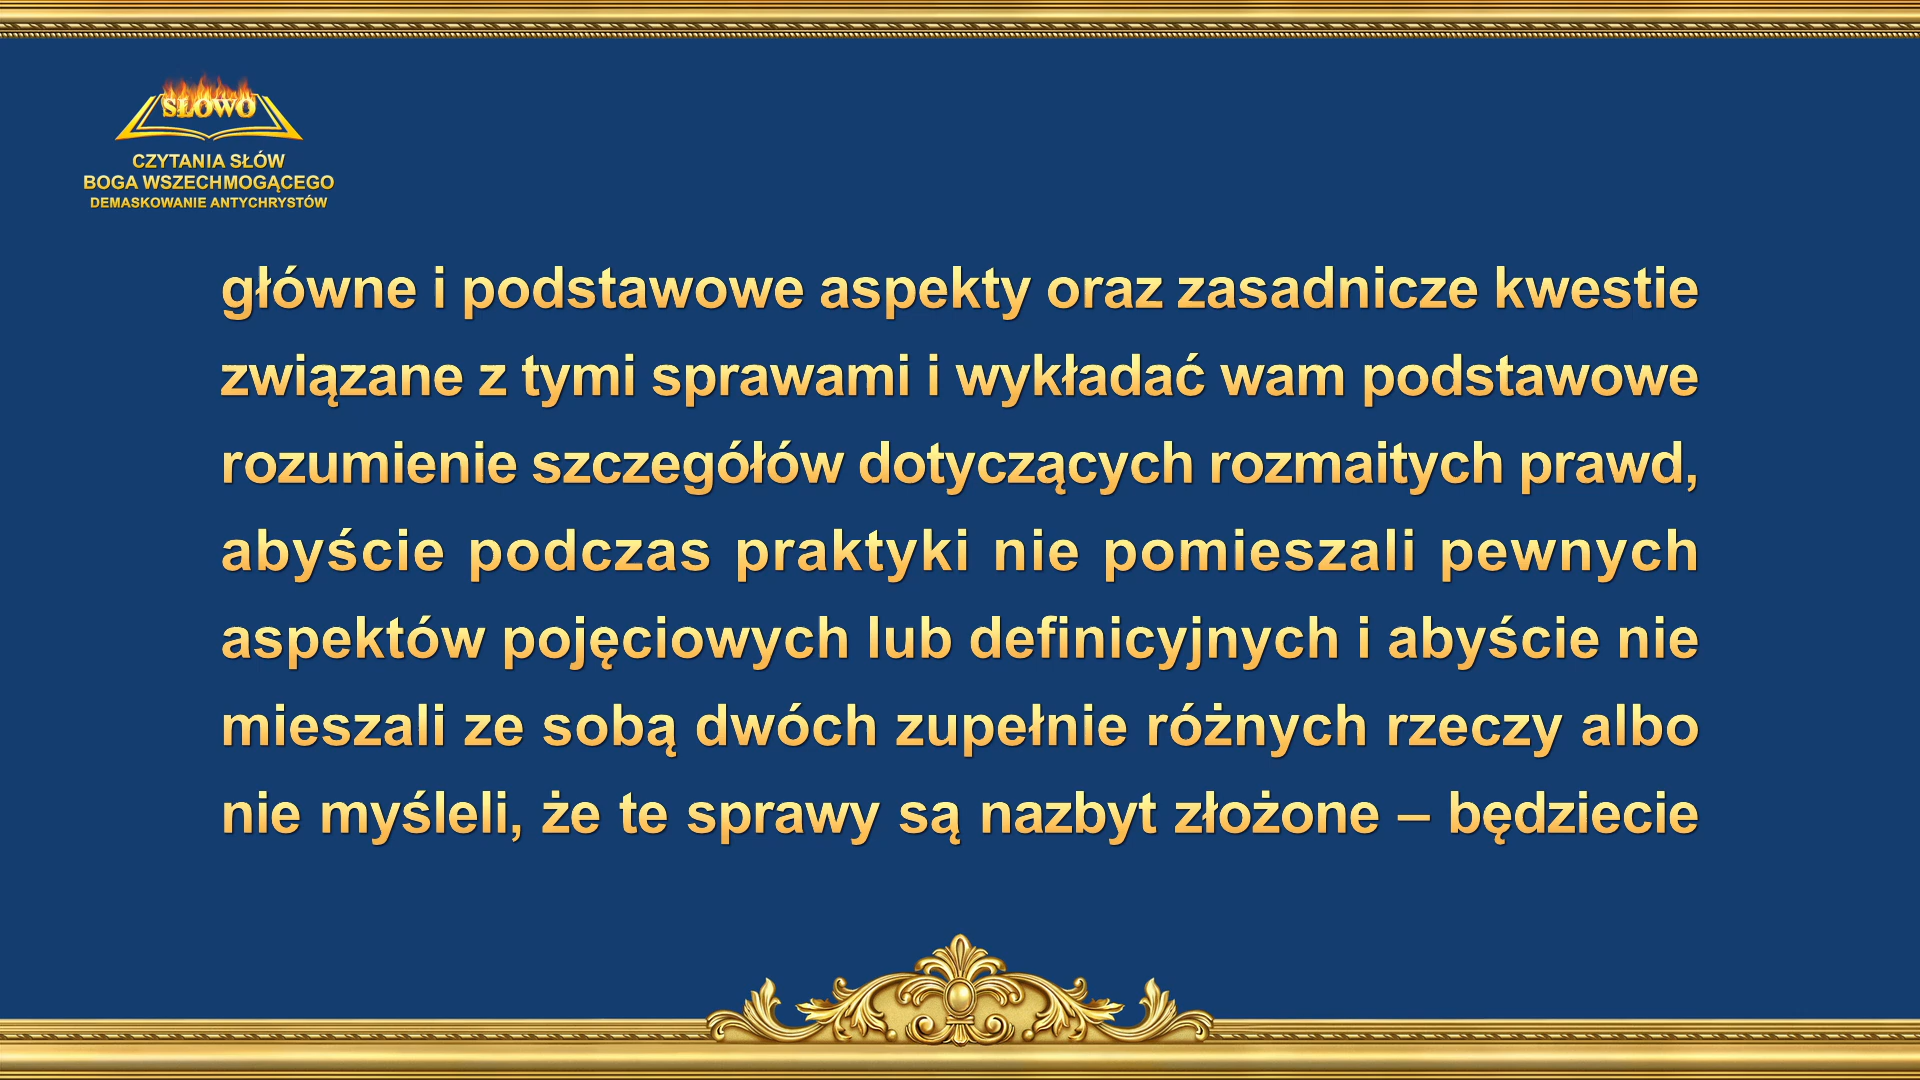 SŁOWO
CZYTANIA SŁÓW
BOGA WSZECHMOGĄCEGO
DEMASKOWANIE ANTYCHRYSTÓW
główne i podstawowe aspekty oraz zasadnicze kwestie
związane z tymi sprawami i wykładać wam podstawowe
rozumienie szczegółów dotyczących rozmaitych prawd,
abyście podczas praktyki nie pomieszali pewnych
aspektów pojęciowych lub definicyjnych i abyście nie
mieszali ze sobą dwóch zupełnie różnych rzeczy albo
nie myśleli, że te sprawy są nazbyt złożone – będziecie